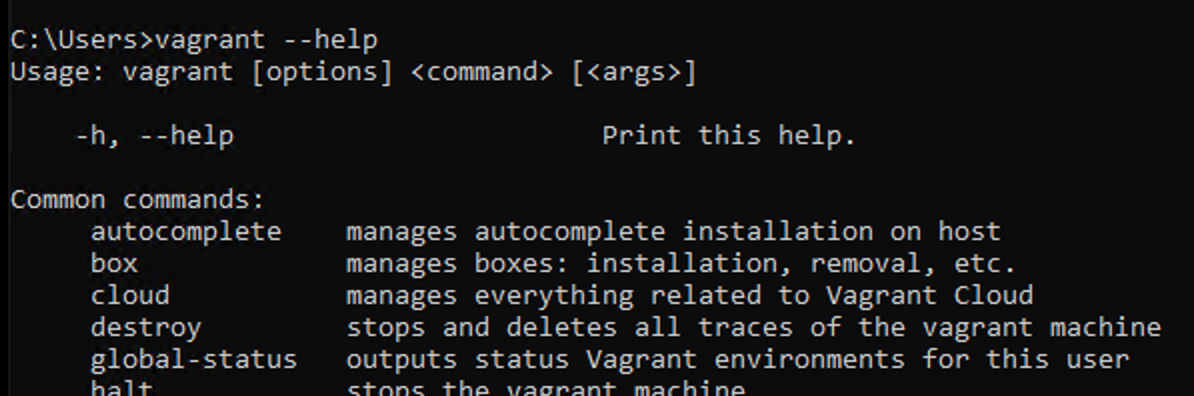 C:\Users>vagrant --help
Usage: vagrant [options] <command> [<args>]
-h, --help Print this help.
Common commands:
autocomplete manages autocomplete installation on host
box manages boxes: installation, removal, etc.
cloud manages everything related to Vagrant Cloud
destroy stops and deletes all traces of the vagrant machine
global-status outputs status Vagrant environments for this user
halt stops the vagrant machine